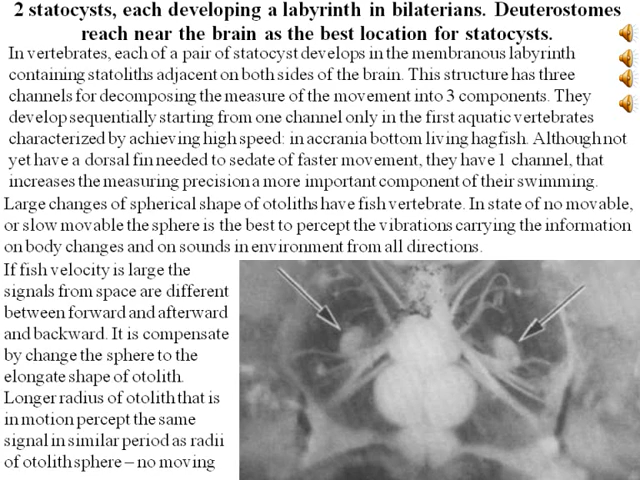 2 statocysts, each developing a labyrinth in bilaterians. Deuterostomes
reach near the brain as the best location for statocysts.
In vertebrates, each of a pair of statocyst develops in the membranous labyrinth
containing statoliths adjacent on both sides of the brain. This structure has three
channels for decomposing the measure of the movement into 3 components. They
develop sequentially starting from one channel only in the first aquatic vertebrates
characterized by achieving high speed: in accrania bottom living hagfish. Although not
yet have a dorsal fin needed to sedate of faster movement, they have 1 channel, that
increases the measuring precision a more important component of their swimming.
Large changes of spherical shape of otoliths have fish vertebrate. In state of no movable,
or slow movable the sphere is the best to percept the vibrations carrying the information
on body changes and on sounds in environment from all directions.
If fish velocity is large the
signals from space are different
between forward and afterward
and backward. It is compensate
by change the sphere to the
elongate shape of otolith.
Longer radius of otolith that is
in motion percept the same
signal in similar period as radii
of otolith sphere – no moving